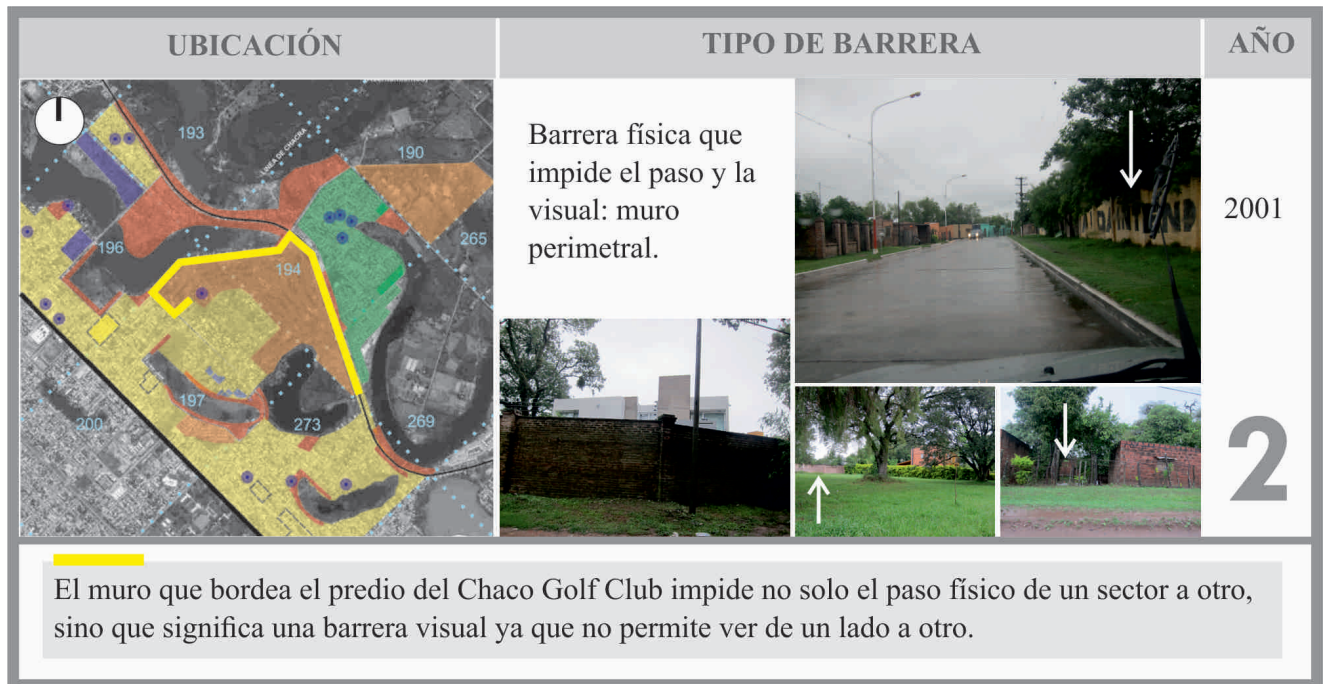 UBICACIÓN
TIPO DE BARRERA
AÑO
193
LÍNEA DE CHACRA
190
196
194
265
197
200
273
269
Barrera física que
impide el paso y la
visual: muro
perimetral.
2001
2
El muro que bordea el predio del Chaco Golf Club impide no solo el paso físico de un sector a otro,
sino que significa una barrera visual ya que no permite ver de un lado a otro.